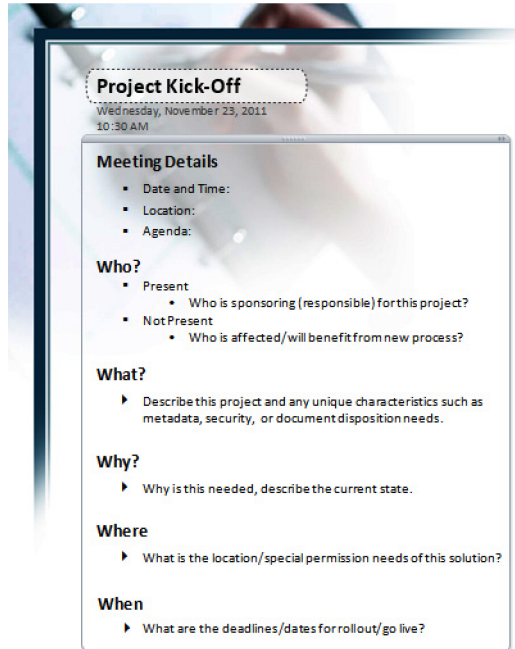 Project Kick-Off
Wednesday, November 23, 2011
10:30 AM
Meeting Details
▪ Date and Time:
▪ Location:
▪ Agenda:
Who?
▪ Present
• Who is sponsoring (responsible) for this project?
▪ Not Present
• Who is affected/will benefit from new process?
What?
Describe this project and any unique characteristics such as
metadata, security, or document disposition needs.
Why?
Why is this needed, describe the current state.
Where
What is the location/special permission needs of this solution?
When
What are the deadlines/dates for rollout/go live?